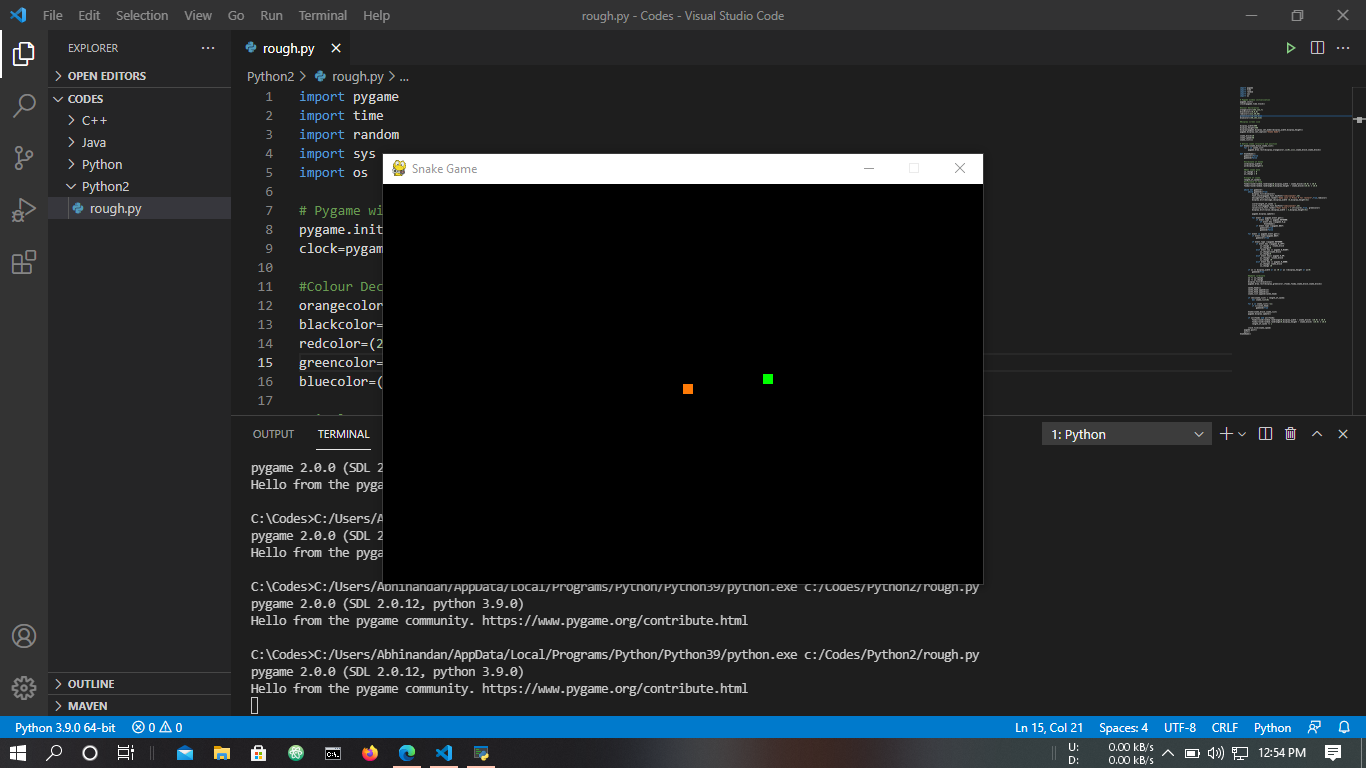 File Edit Selection View Go Run Terminal Help rough.py - Codes - Visual Studio Code
EXPLORER
OPEN EDITORS
CODES
C++
Java
Python
Python2
rough.py
OUTLINE
MAVEN
rough.py
Python2 > rough.py > ...
1 import pygame
2 import time
3 import random
4 import sys
5 import os
6
7 # Pygame wi
8 pygame.init
9 clock=pygam
10
11 #Colour Dec
12 orangecolor
13 blackcolor=
14 redcolor=(2
15 greencolor=
16 bluecolor=(
17
Snake Game
OUTPUT TERMINAL 1: Python
pygame 2.0.0 (SDL 2
Hello from the pyga
C:\Codes>C:/Users/A
pygame 2.0.0 (SDL 2
Hello from the pyga
C:\Codes>C:/Users/Abhinandan/AppData/Local/Programs/Python/Python39/python.exe c:/Codes/Python2/rough.py
pygame 2.0.0 (SDL 2.0.12, python 3.9.0)
Hello from the pygame community. https://www.pygame.org/contribute.html
C:\Codes>C:/Users/Abhinandan/AppData/Local/Programs/Python/Python39/python.exe c:/Codes/Python2/rough.py
pygame 2.0.0 (SDL 2.0.12, python 3.9.0)
Hello from the pygame community. https://www.pygame.org/contribute.html
Python 3.9.0 64-bit 0 0 Ln 15, Col 21 Spaces: 4 UTF-8 CRLF Python
U: 0.00 kB/s
D: 0.00 kB/s
12:54 PM